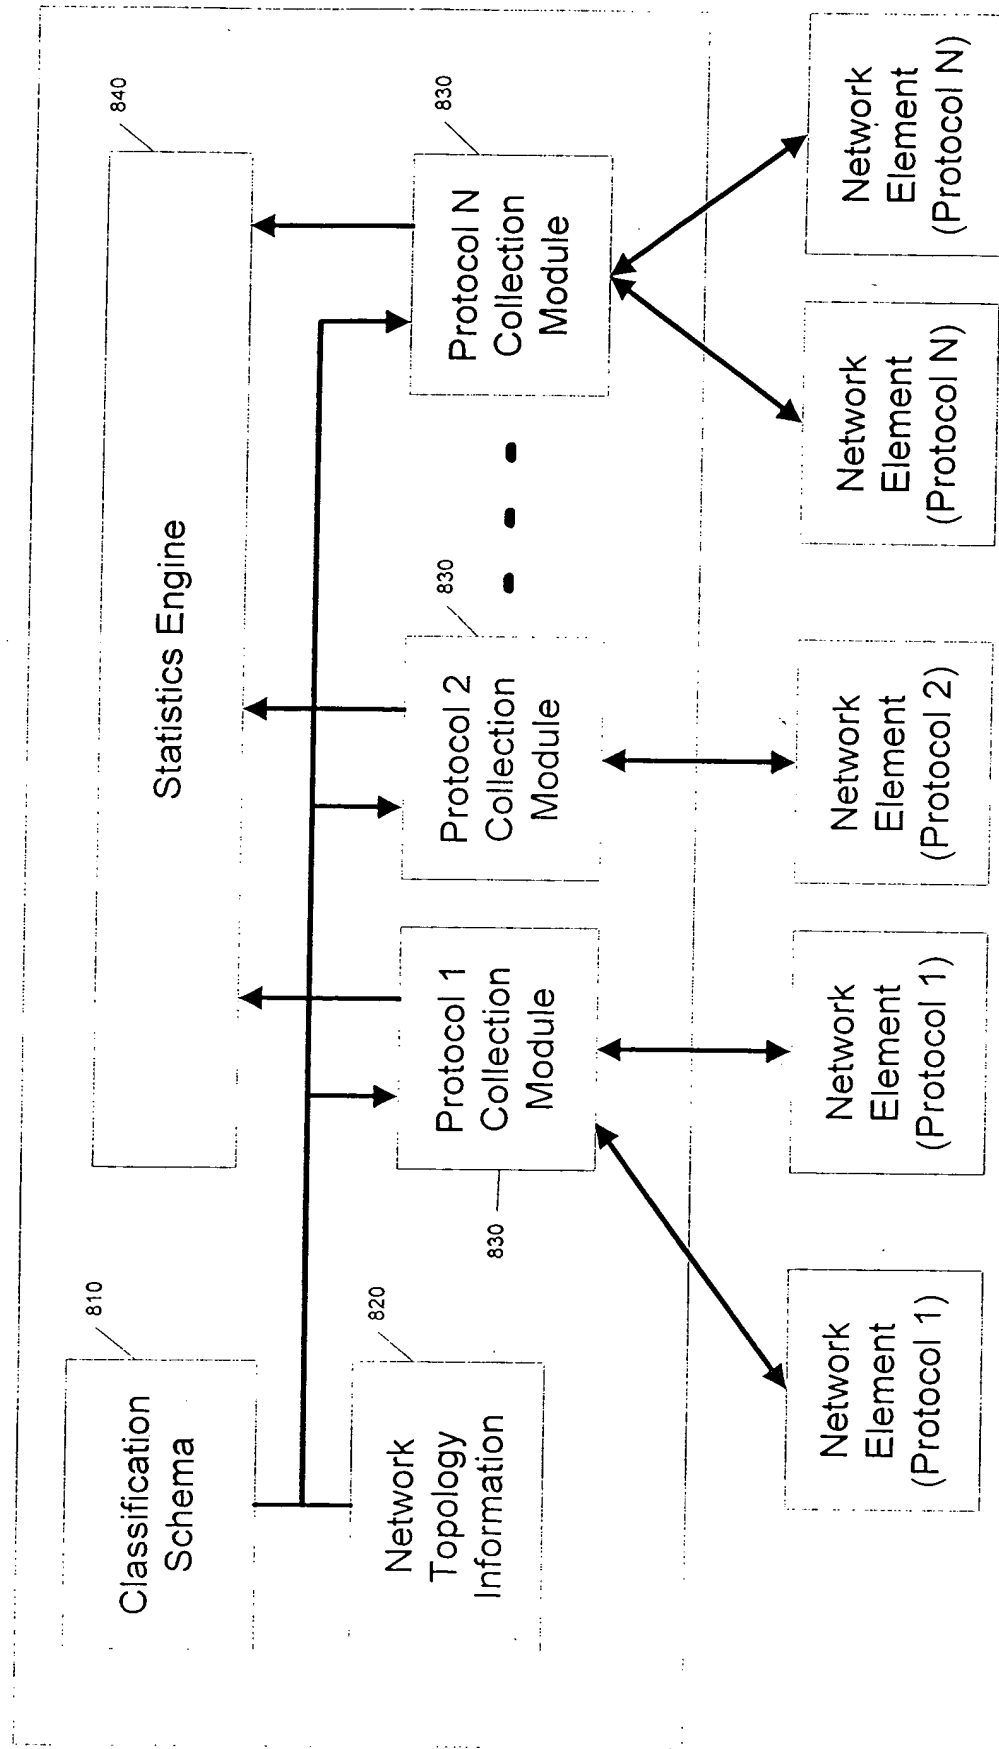 840
Statistics Engine
810
Classification
Schema
820
Network
Topology
Information
830
Protocol 1
Collection
Module
830
Protocol 2
Collection
Module
830
Protocol N
Collection
Module
Network
Element
(Protocol 1)
Network
Element
(Protocol 1)
Network
Element
(Protocol 2)
Network
Element
(Protocol N)
Network
Element
(Protocol N)